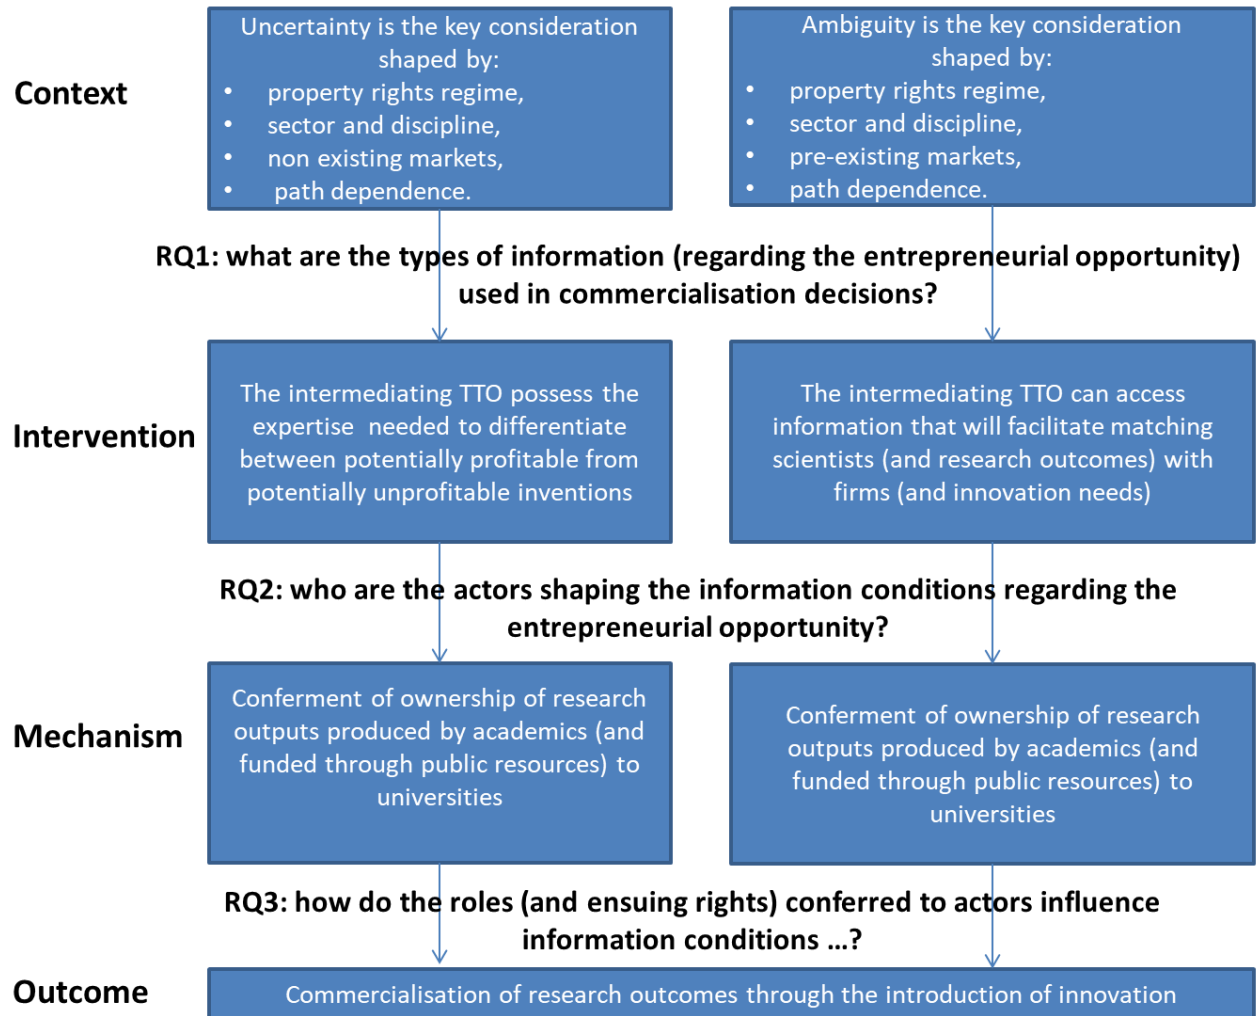 Context
Uncertainty is the key consideration
shaped by:
• property rights regime,
• sector and discipline,
• non existing markets,
• path dependence.
Ambiguity is the key consideration
shaped by:
• property rights regime,
• sector and discipline,
• pre-existing markets,
• path dependence.
RQ1: what are the types of information (regarding the entrepreneurial opportunity)
used in commercialisation decisions?
Intervention
The intermediating TTO possess the
expertise needed to differentiate
between potentially profitable from
potentially unprofitable inventions
The intermediating TTO can access
information that will facilitate matching
scientists (and research outcomes) with
firms (and innovation needs)
RQ2: who are the actors shaping the information conditions regarding the
entrepreneurial opportunity?
Mechanism
Conferment of ownership of research
outputs produced by academics (and
funded through public resources) to
universities
Conferment of ownership of research
outputs produced by academics (and
funded through public resources) to
universities
RQ3: how do the roles (and ensuing rights) conferred to actors influence
information conditions ...?
Outcome
Commercialisation of research outcomes through the introduction of innovation